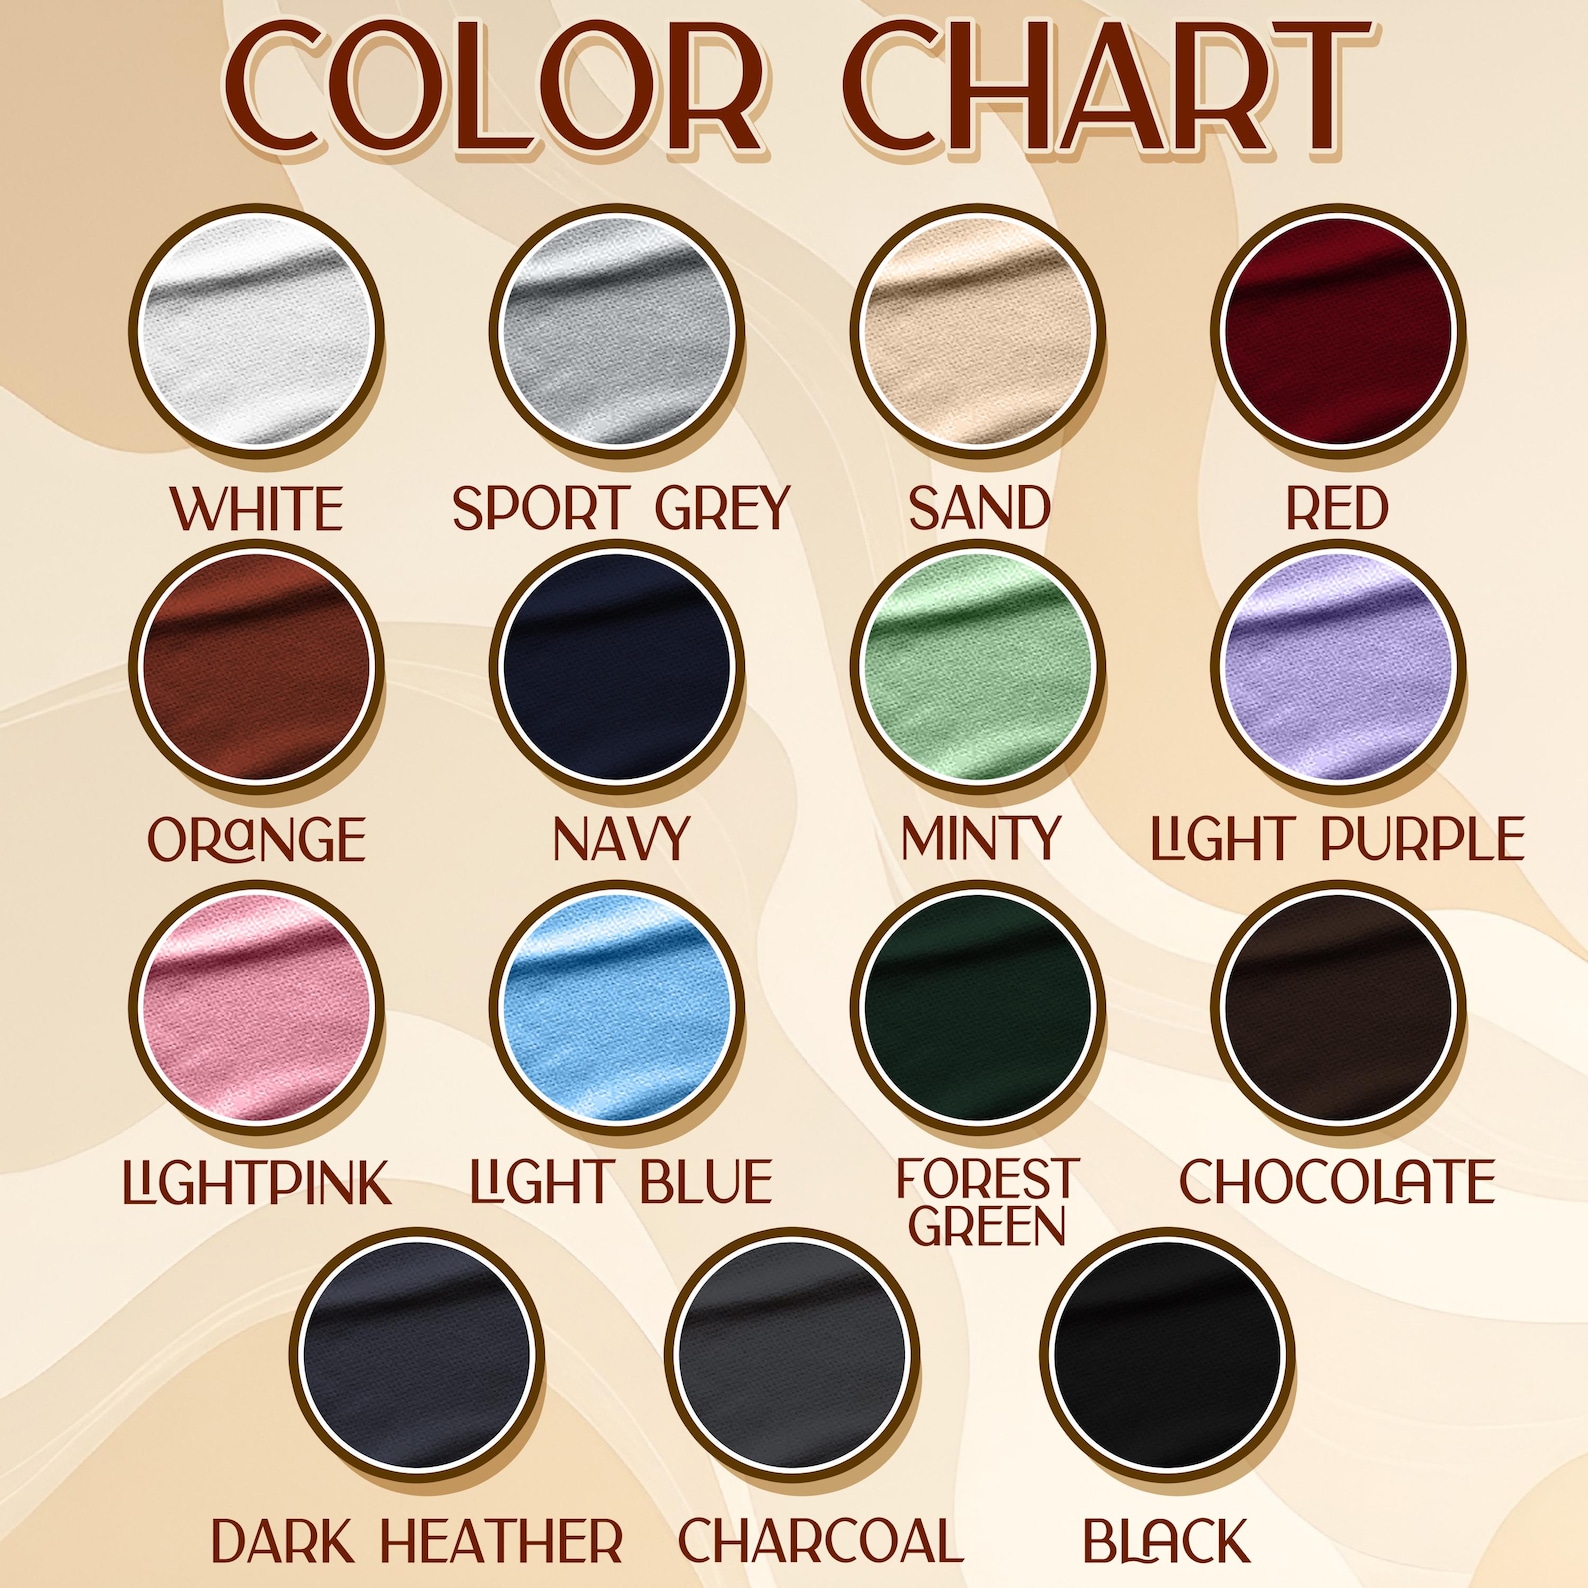 COLOR CHART
WHITE SPORT GREY SAND RED
ORaNGE NAVY MINTY LIGHT PURPLE
LIGHTPINK LIGHT BLUE FOREST GREEN CHOCOLATE
DARK HEATHER CHARCOAL BLACK